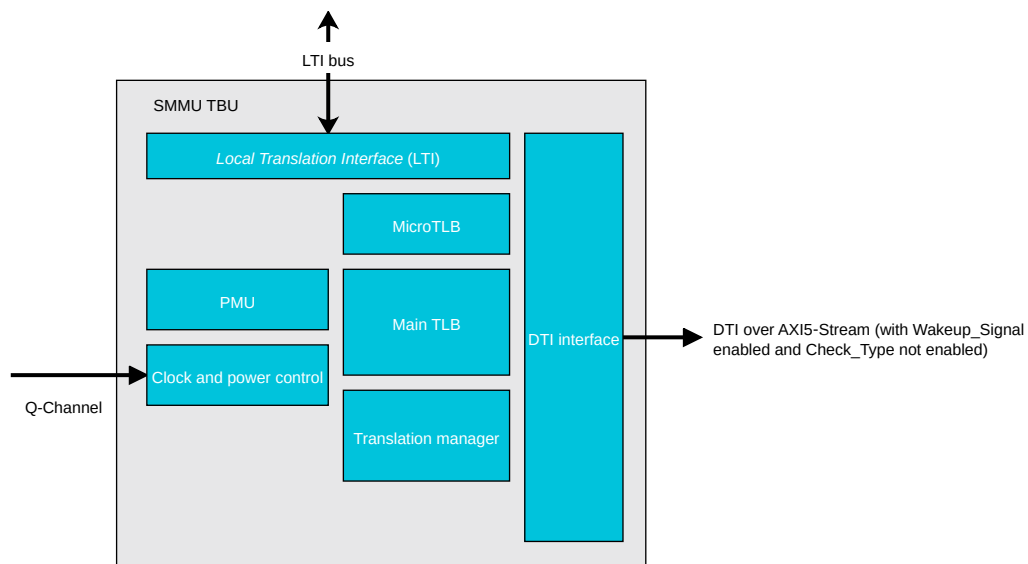 LTI bus
SMMU TBU
Local Translation Interface (LTI)
MicroTLB
PMU
Main TLB
DTI interface
DTI over AXI5-Stream (with Wakeup_Signal
enabled and Check_Type not enabled)
Clock and power control
Q-Channel
Translation manager